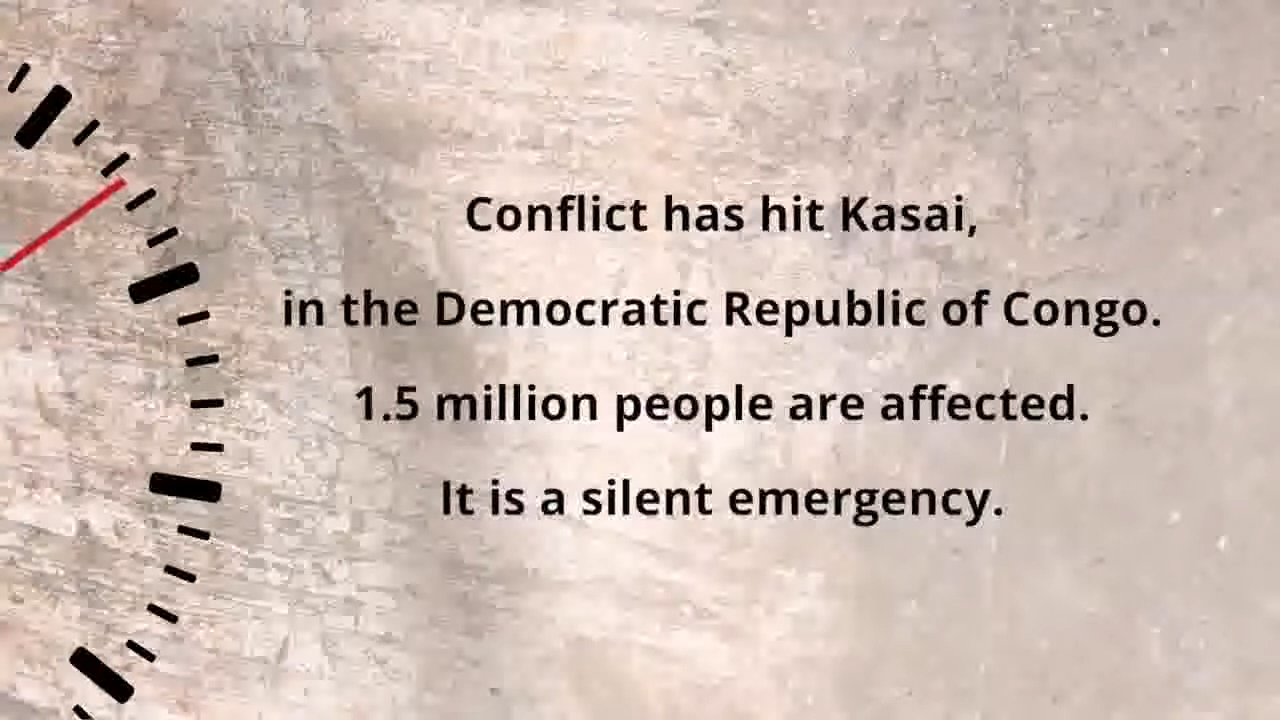 Conflict has hit Kasai,
in the Democratic Republic of Congo.
1.5 million people are affected.
It is a silent emergency.